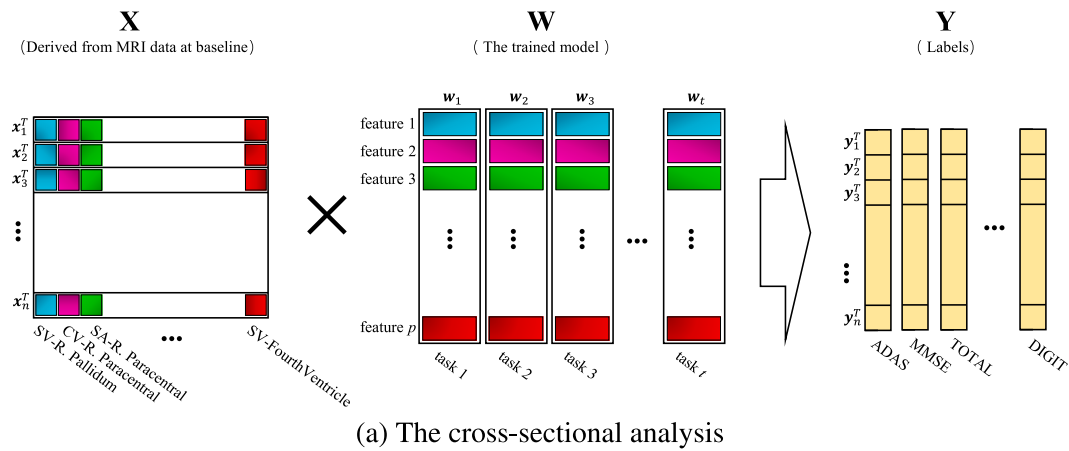 X
(Derived from MRI data at baseline)
W
( The trained model )
Y
( Labels )
w₁ w₂ w₃ w_t
feature 1
feature 2
feature 3
feature p
x₁ᵀ
x₂ᵀ
x₃ᵀ
xₙᵀ
...
SV-R. Pallidum
CV-R. Paracentral
SA-R. Paracentral
SV-FourthVentricle
×
task 1
task 2
task 3
task t
y₁ᵀ
y₂ᵀ
y₃ᵀ
yₙᵀ
ADAS
MMSE
TOTAL
DIGIT
(a) The cross-sectional analysis